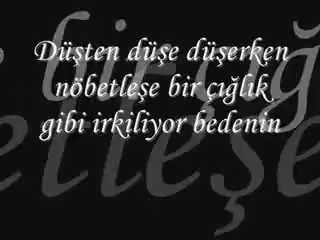 Düşten düşe düşerken
nöbetleşe bir çığlık
gibi irkiliyor bedenin